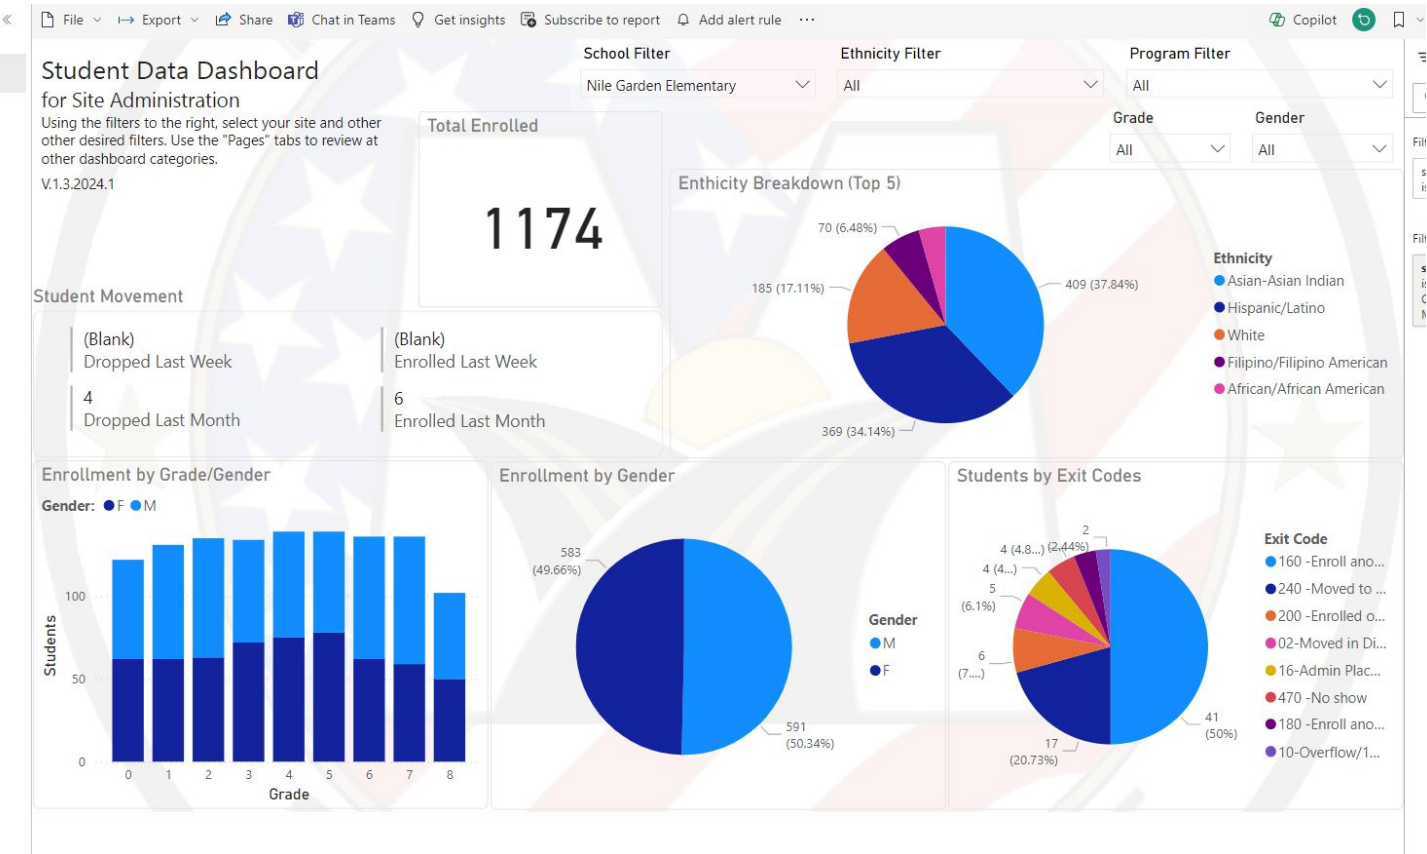 File
Export
Share
Chat in Teams
Get insights
Subscribe to report
Add alert rule
Copilot
Student Data Dashboard
for Site Administration
Using the filters to the right, select your site and other
other desired filters. Use the "Pages" tabs to review at
other dashboard categories.
V.1.3.2024.1
School Filter
Nile Garden Elementary
Ethnicity Filter
All
Program Filter
All
Grade
All
Gender
All
Total Enrolled
1174
Student Movement
(Blank)
Dropped Last Week
(Blank)
Enrolled Last Week
4
Dropped Last Month
6
Enrolled Last Month
Enthicity Breakdown (Top 5)
70 (6.48%)
185 (17.11%)
409 (37.84%)
369 (34.14%)
Ethnicity
Asian-Asian Indian
Hispanic/Latino
White
Filipino/Filipino American
African/African American
Enrollment by Grade/Gender
Gender: F M
Students
100
50
0
0 1 2 3 4 5 6 7 8
Grade
Enrollment by Gender
583
(49.66%)
591
(50.34%)
Gender
M
F
Students by Exit Codes
2
(2.44%)
4 (4.8...)
4 (4...)
5
(6.1%)
6
(7....)
17
(20.73%)
41
(50%)
Exit Code
160 -Enroll ano...
240 -Moved to ...
200 -Enrolled o...
02-Moved in Di...
16-Admin Plac...
470 -No show
180 -Enroll ano...
10-Overflow/1...